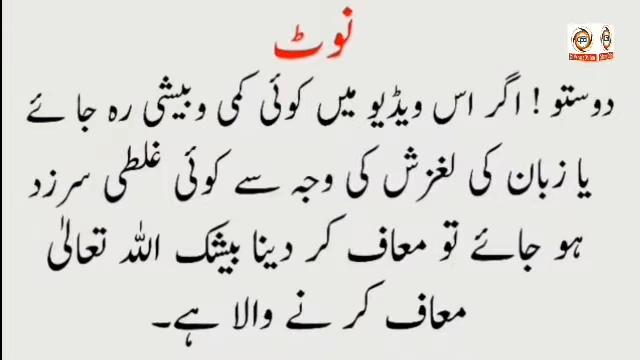 نوٹ
دوستو ! اگر اس ویڈیو میں کوئی کمی و بیشی رہ جائے
یا زبان کی لغزش کی وجہ سے کوئی غلطی سرزد
ہو جائے تو معاف کر دینا بیشک اللہ تعالیٰ
معاف کرنے والا ہے۔